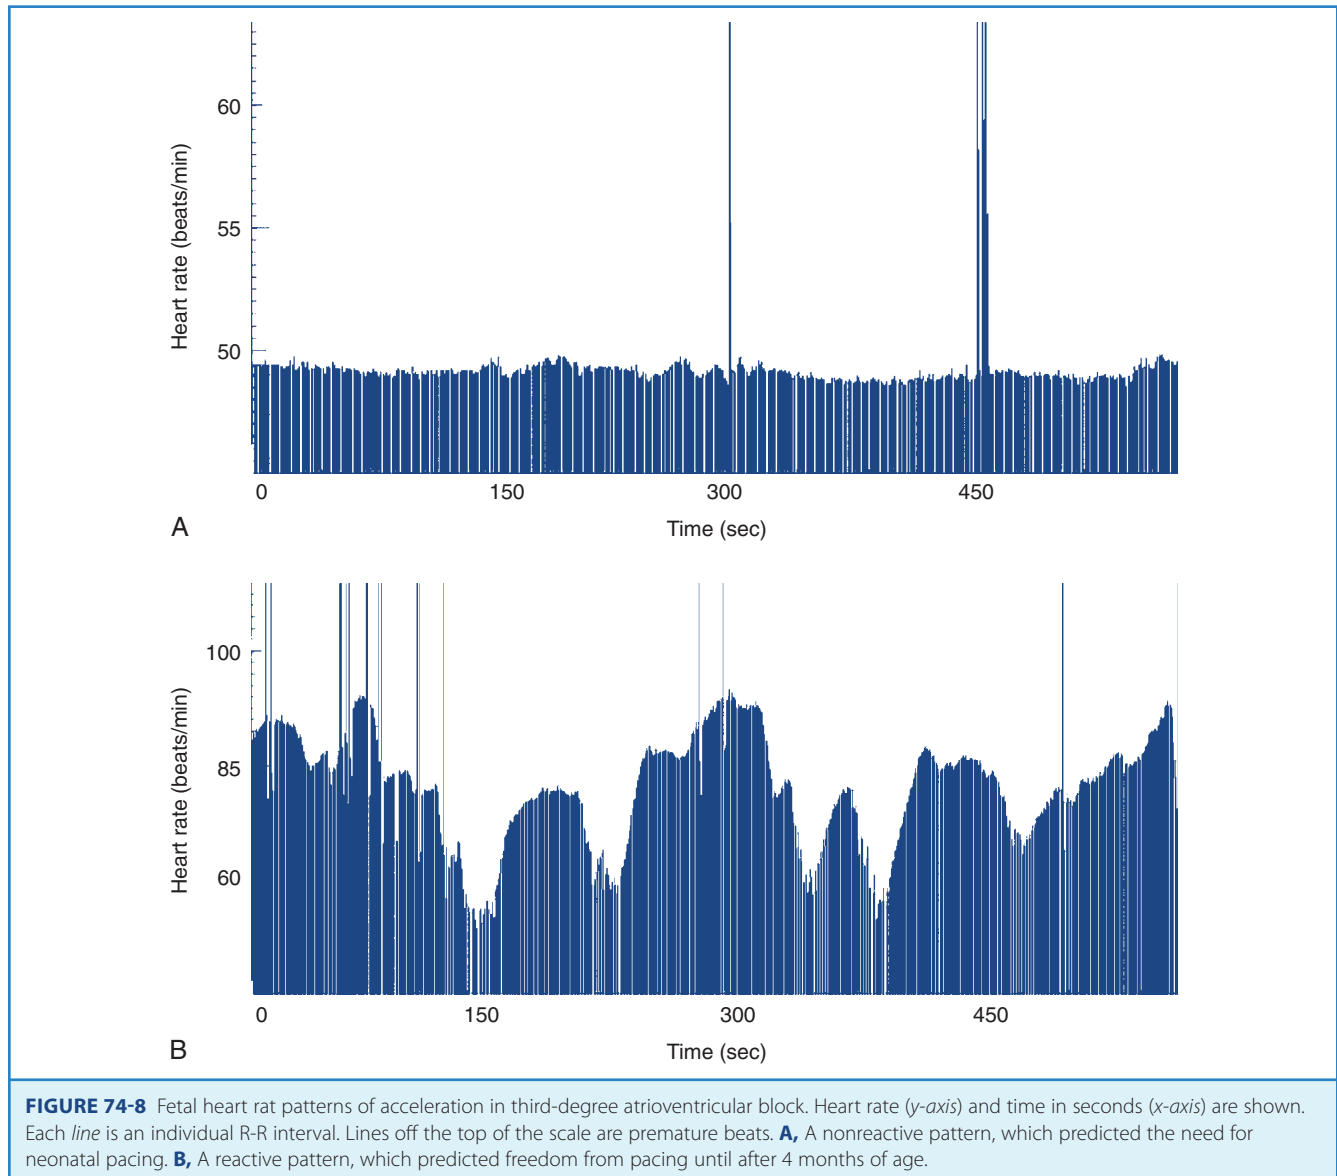 60
55
50
Heart rate (beats/min)
0 150 300 450
A
Time (sec)
100
85
60
Heart rate (beats/min)
0 150 300 450
B
Time (sec)
FIGURE 74-8 Fetal heart rat patterns of acceleration in third-degree atrioventricular block. Heart rate (y-axis) and time in seconds (x-axis) are shown.
Each line is an individual R-R interval. Lines off the top of the scale are premature beats. A, A nonreactive pattern, which predicted the need for
neonatal pacing. B, A reactive pattern, which predicted freedom from pacing until after 4 months of age.